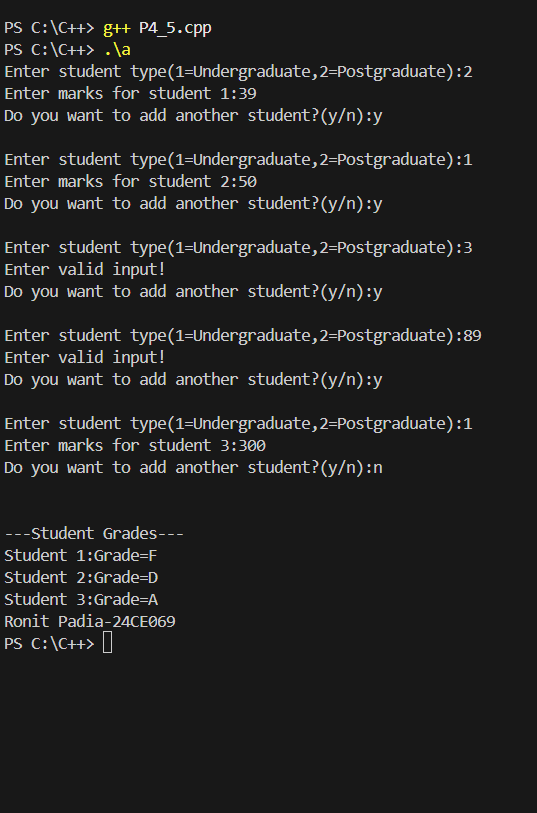 PS C:\C++> g++ P4_5.cpp
PS C:\C++> .\a
Enter student type(1=Undergraduate,2=Postgraduate):2
Enter marks for student 1:39
Do you want to add another student?(y/n):y
Enter student type(1=Undergraduate,2=Postgraduate):1
Enter marks for student 2:50
Do you want to add another student?(y/n):y
Enter student type(1=Undergraduate,2=Postgraduate):3
Enter valid input!
Do you want to add another student?(y/n):y
Enter student type(1=Undergraduate,2=Postgraduate):89
Enter valid input!
Do you want to add another student?(y/n):y
Enter student type(1=Undergraduate,2=Postgraduate):1
Enter marks for student 3:300
Do you want to add another student?(y/n):n
---Student Grades---
Student 1:Grade=F
Student 2:Grade=D
Student 3:Grade=A
Ronit Padia-24CE069
PS C:\C++>